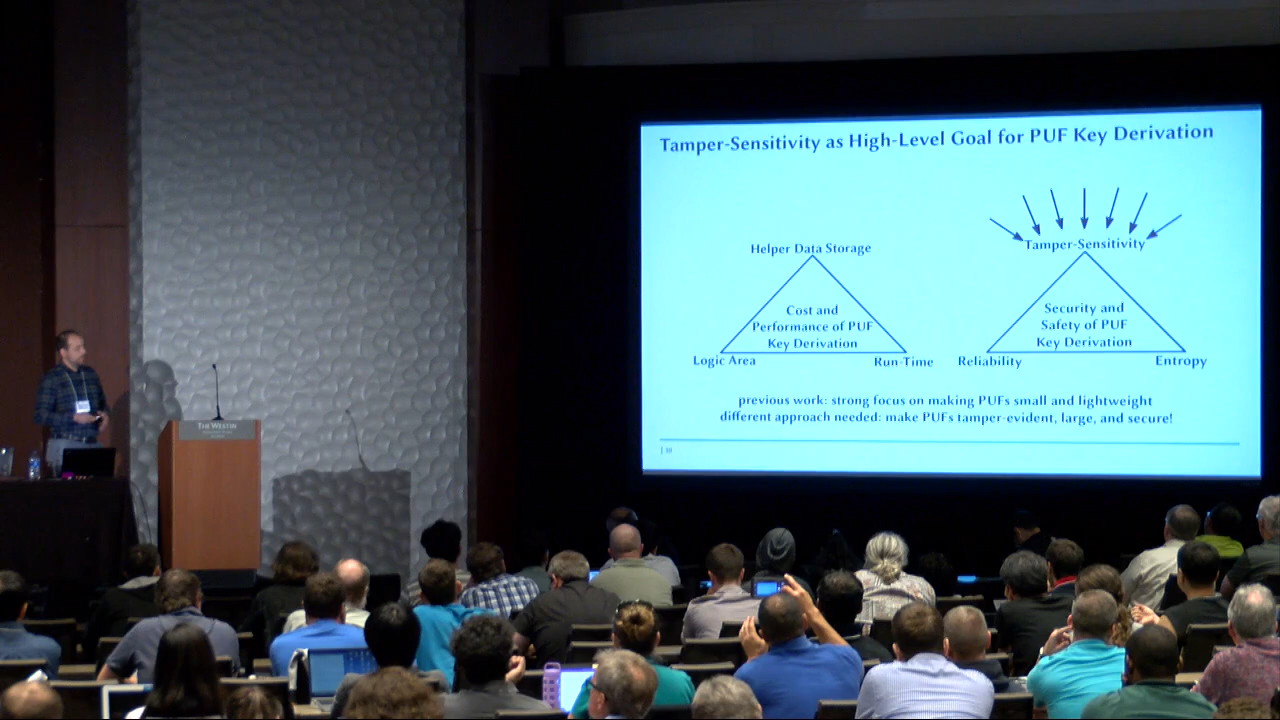 Tamper-Sensitivity as High-Level Goal for PUF Key Derivation
Helper Data Storage
Cost and
Performance of PUF
Key Derivation
Logic Area
Run-Time
Tamper-Sensitivity
Security and
Safety of PUF
Key Derivation
Reliability
Entropy
previous work: strong focus on making PUFs small and lightweight
different approach needed: make PUFs tamper-evident, large, and secure!
| 10
THE WESTIN